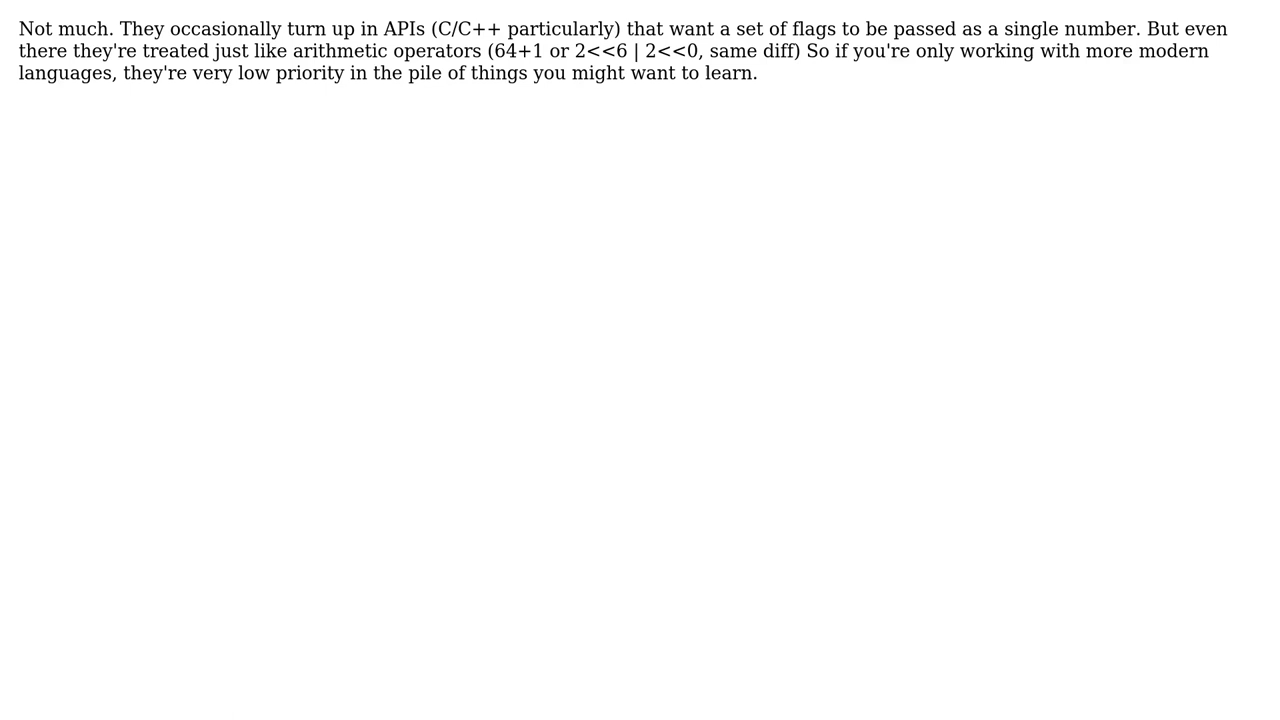 Not much. They occasionally turn up in APIs (C/C++ particularly) that want a set of flags to be passed as a single number. But even
there they're treated just like arithmetic operators (64+1 or 2<<6 | 2<<0, same diff) So if you're only working with more modern
languages, they're very low priority in the pile of things you might want to learn.